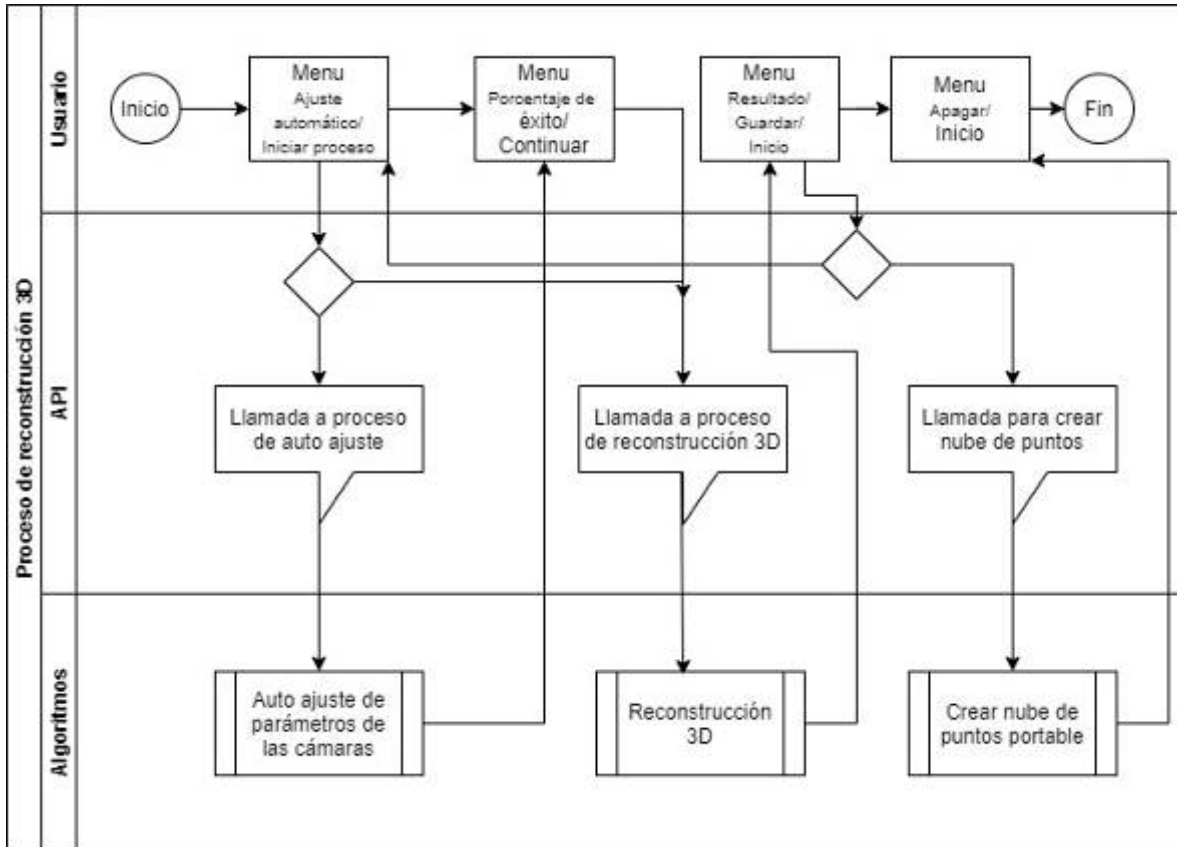 Proceso de reconstrucción 3D
Usuario
Inicio
Menu
Ajuste
automático/
Iniciar proceso
Menu
Porcentaje de
éxito/
Continuar
Menu
Resultado/
Guardar/
Inicio
Menu
Apagar/
Inicio
Fin
API
Llamada a proceso
de auto ajuste
Llamada a proceso
de reconstrucción 3D
Llamada para crear
nube de puntos
Algoritmos
Auto ajuste de
parámetros de
las cámaras
Reconstrucción
3D
Crear nube de
puntos portable